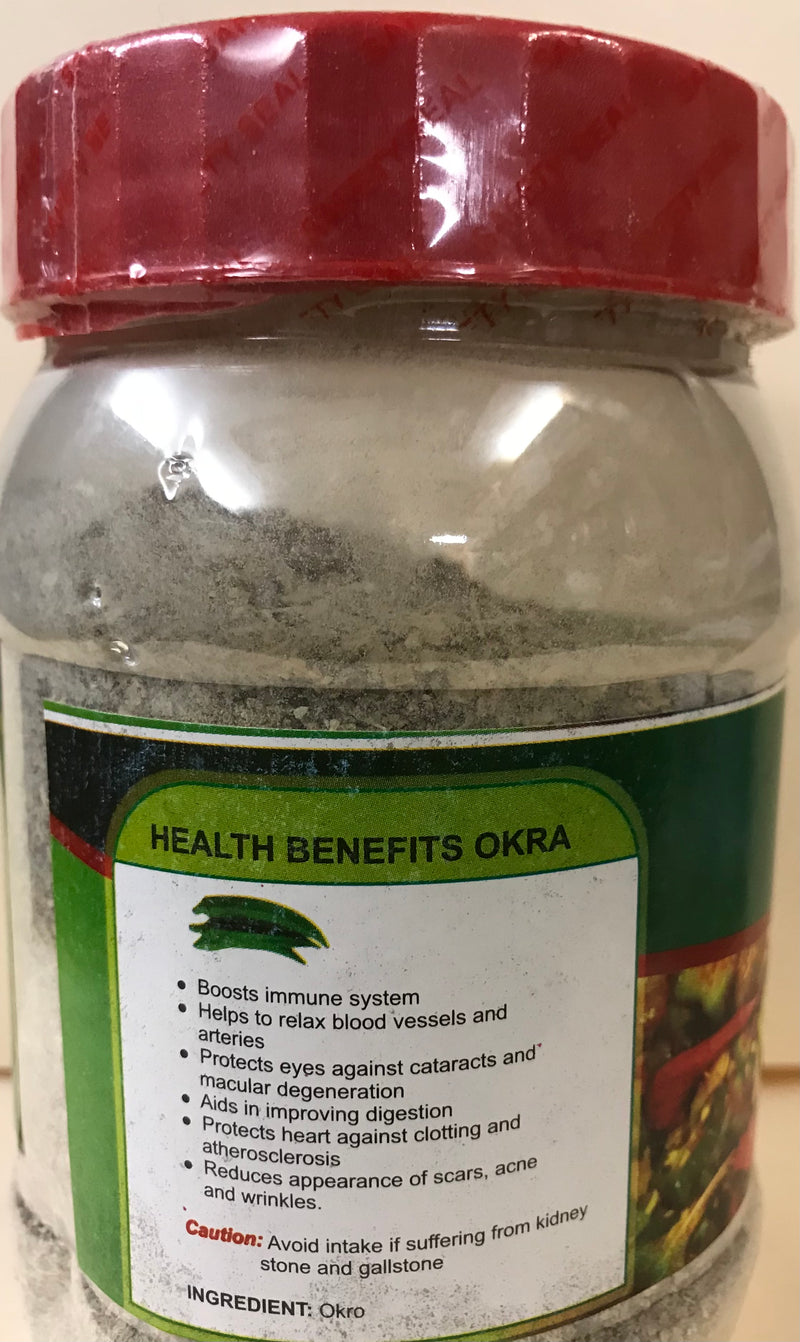 HEALTH BENEFITS OKRA
• Boosts immune system
• Helps to relax blood vessels and
arteries
• Protects eyes against cataracts and
macular degeneration
• Aids in improving digestion
• Protects heart against clotting and
atherosclerosis
• Reduces appearance of scars, acne
and wrinkles.
Caution: Avoid intake if suffering from kidney
stone and gallstone
INGREDIENT: Okro